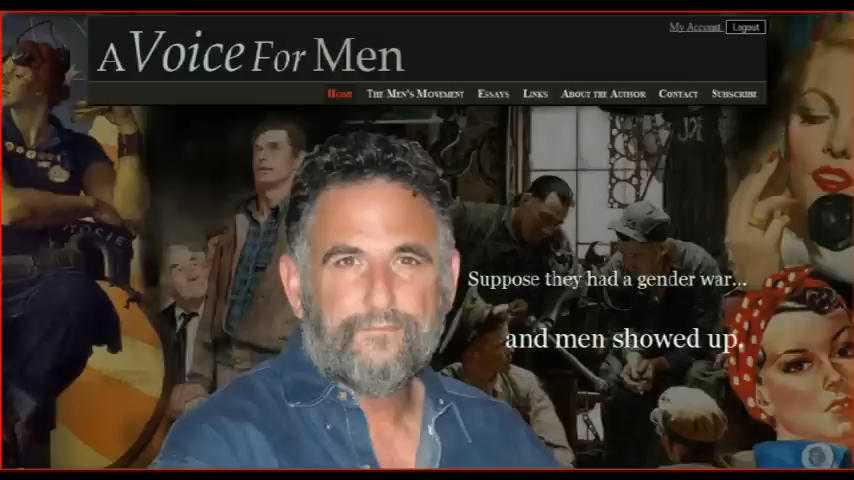 My Account Logout
A Voice For Men
Home The Men's Movement Essays Links About the Author Contact Subscribe
Suppose they had a gender war...
and men showed up.